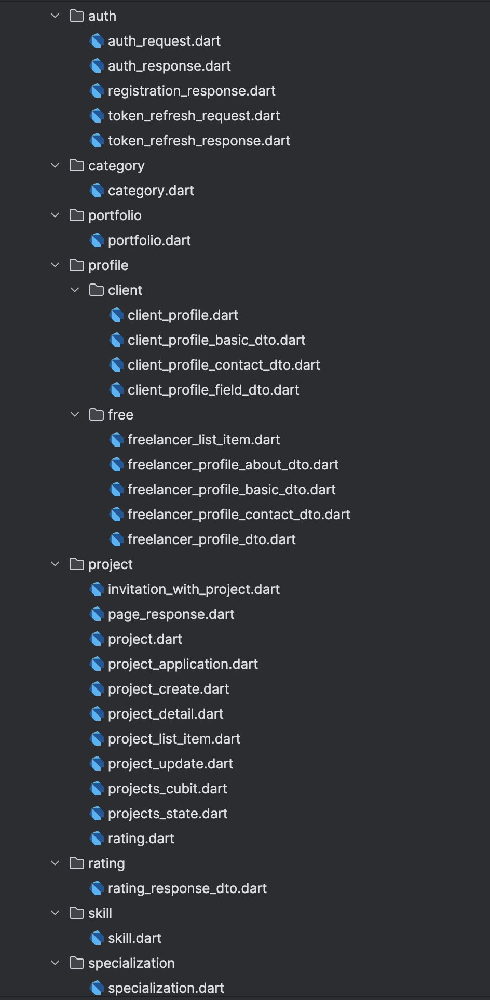 auth
auth_request.dart
auth_response.dart
registration_response.dart
token_refresh_request.dart
token_refresh_response.dart
category
category.dart
portfolio
portfolio.dart
profile
client
client_profile.dart
client_profile_basic_dto.dart
client_profile_contact_dto.dart
client_profile_field_dto.dart
free
freelancer_list_item.dart
freelancer_profile_about_dto.dart
freelancer_profile_basic_dto.dart
freelancer_profile_contact_dto.dart
freelancer_profile_dto.dart
project
invitation_with_project.dart
page_response.dart
project.dart
project_application.dart
project_create.dart
project_detail.dart
project_list_item.dart
project_update.dart
projects_cubit.dart
projects_state.dart
rating.dart
rating
rating_response_dto.dart
skill
skill.dart
specialization
specialization.dart